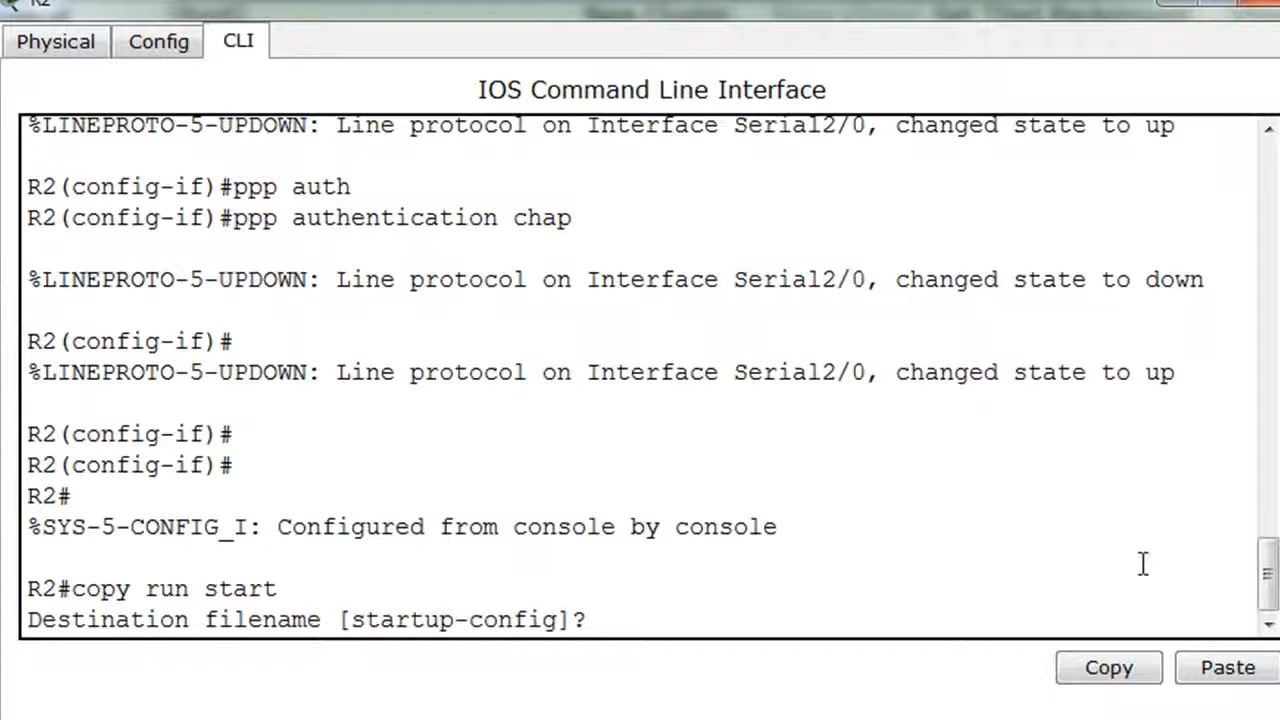 R2
Physical Config CLI
IOS Command Line Interface
%LINEPROTO-5-UPDOWN: Line protocol on Interface Serial2/0, changed state to up
R2(config-if)#ppp auth
R2(config-if)#ppp authentication chap
%LINEPROTO-5-UPDOWN: Line protocol on Interface Serial2/0, changed state to down
R2(config-if)#
%LINEPROTO-5-UPDOWN: Line protocol on Interface Serial2/0, changed state to up
R2(config-if)#
R2(config-if)#
R2#
%SYS-5-CONFIG_I: Configured from console by console
R2#copy run start
Destination filename [startup-config]?
Copy Paste